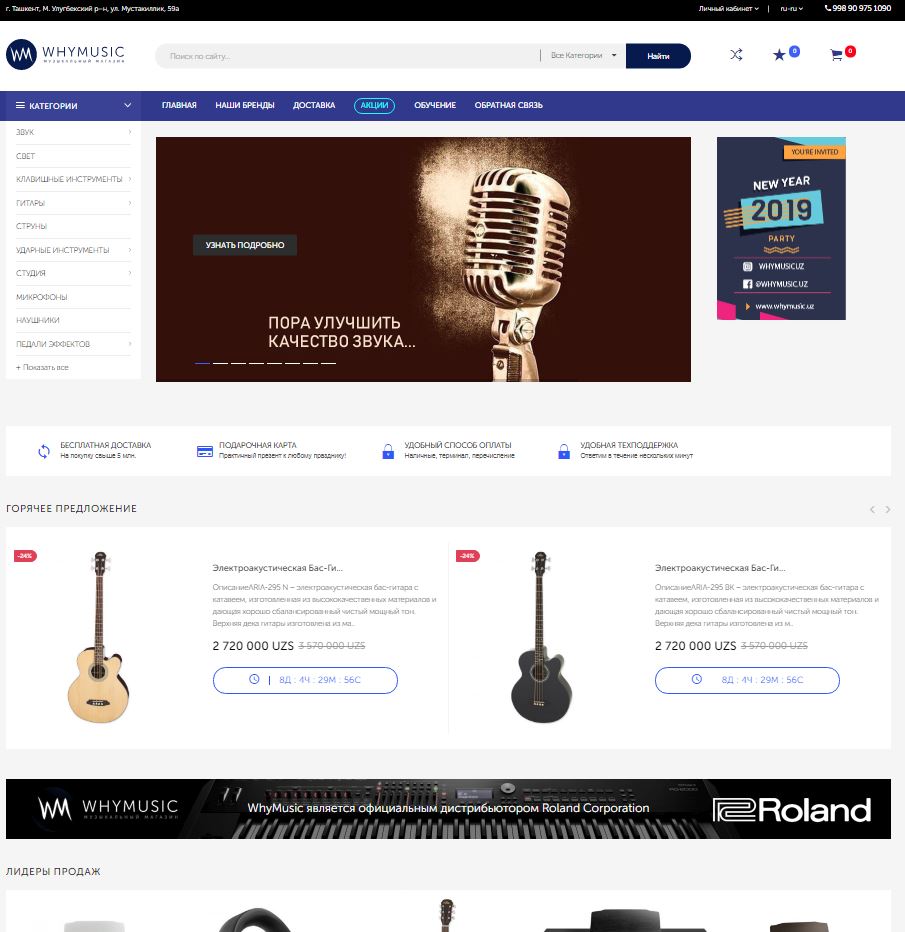 г. Ташкент, М. Улугбекский р-н, ул. Мустакиллик, 59а
Личный кабинет | ru-ru 998 90 975 1090
WM WHYMUSIC
МУЗЫКАЛЬНЫЙ МАГАЗИН
Поиск по сайту... Все Категории Найти 0 0
КАТЕГОРИИ ГЛАВНАЯ НАШИ БРЕНДЫ ДОСТАВКА АКЦИИ ОБУЧЕНИЕ ОБРАТНАЯ СВЯЗЬ
ЗВУК
СВЕТ
КЛАВИШНЫЕ ИНСТРУМЕНТЫ
ГИТАРЫ
СТРУНЫ
УДАРНЫЕ ИНСТРУМЕНТЫ
СТУДИЯ
МИКРОФОНЫ
НАУШНИКИ
ПЕДАЛИ ЭФФЕКТОВ
+ Показать все
УЗНАТЬ ПОДРОБНО
ПОРА УЛУЧШИТЬ
КАЧЕСТВО ЗВУКА...
YOU'RE INVITED
NEW YEAR
2019
PARTY
WHYMUSICUZ
@WHYMUSIC.UZ
www.whymusic.uz
БЕСПЛАТНАЯ ДОСТАВКА
На покупку свыше 5 млн.
ПОДАРОЧНАЯ КАРТА
Практичный презент к любому празднику!
УДОБНЫЙ СПОСОБ ОПЛАТЫ
Наличные, терминал, перечисление
УДОБНАЯ ТЕХПОДДЕРЖКА
Ответим в течение нескольких минут
ГОРЯЧЕЕ ПРЕДЛОЖЕНИЕ
-24%
Электроакустическая Бас-Ги...
ОписаниеARIA-295 N – электроакустическая бас-гитара с
катавеем, изготовленная из высококачественных материалов и
дающая хорошо сбалансированный чистый мощный тон.
Верхняя дека гитары изготовлена из ма..
2 720 000 UZS 3 570 000 UZS
8Д : 4Ч : 29М : 56С
-24%
Электроакустическая Бас-Ги...
ОписаниеARIA-295 BK – электроакустическая бас-гитара с
катавеем, изготовленная из высококачественных материалов и
дающая хорошо сбалансированный чистый мощный тон.
Верхняя дека гитары изготовлена из м..
2 720 000 UZS 3 570 000 UZS
8Д : 4Ч : 29М : 56С
WM WHYMUSIC
МУЗЫКАЛЬНЫЙ МАГАЗИН
WhyMusic является официальным дистрибьютором Roland Corporation
Roland
ЛИДЕРЫ ПРОДАЖ